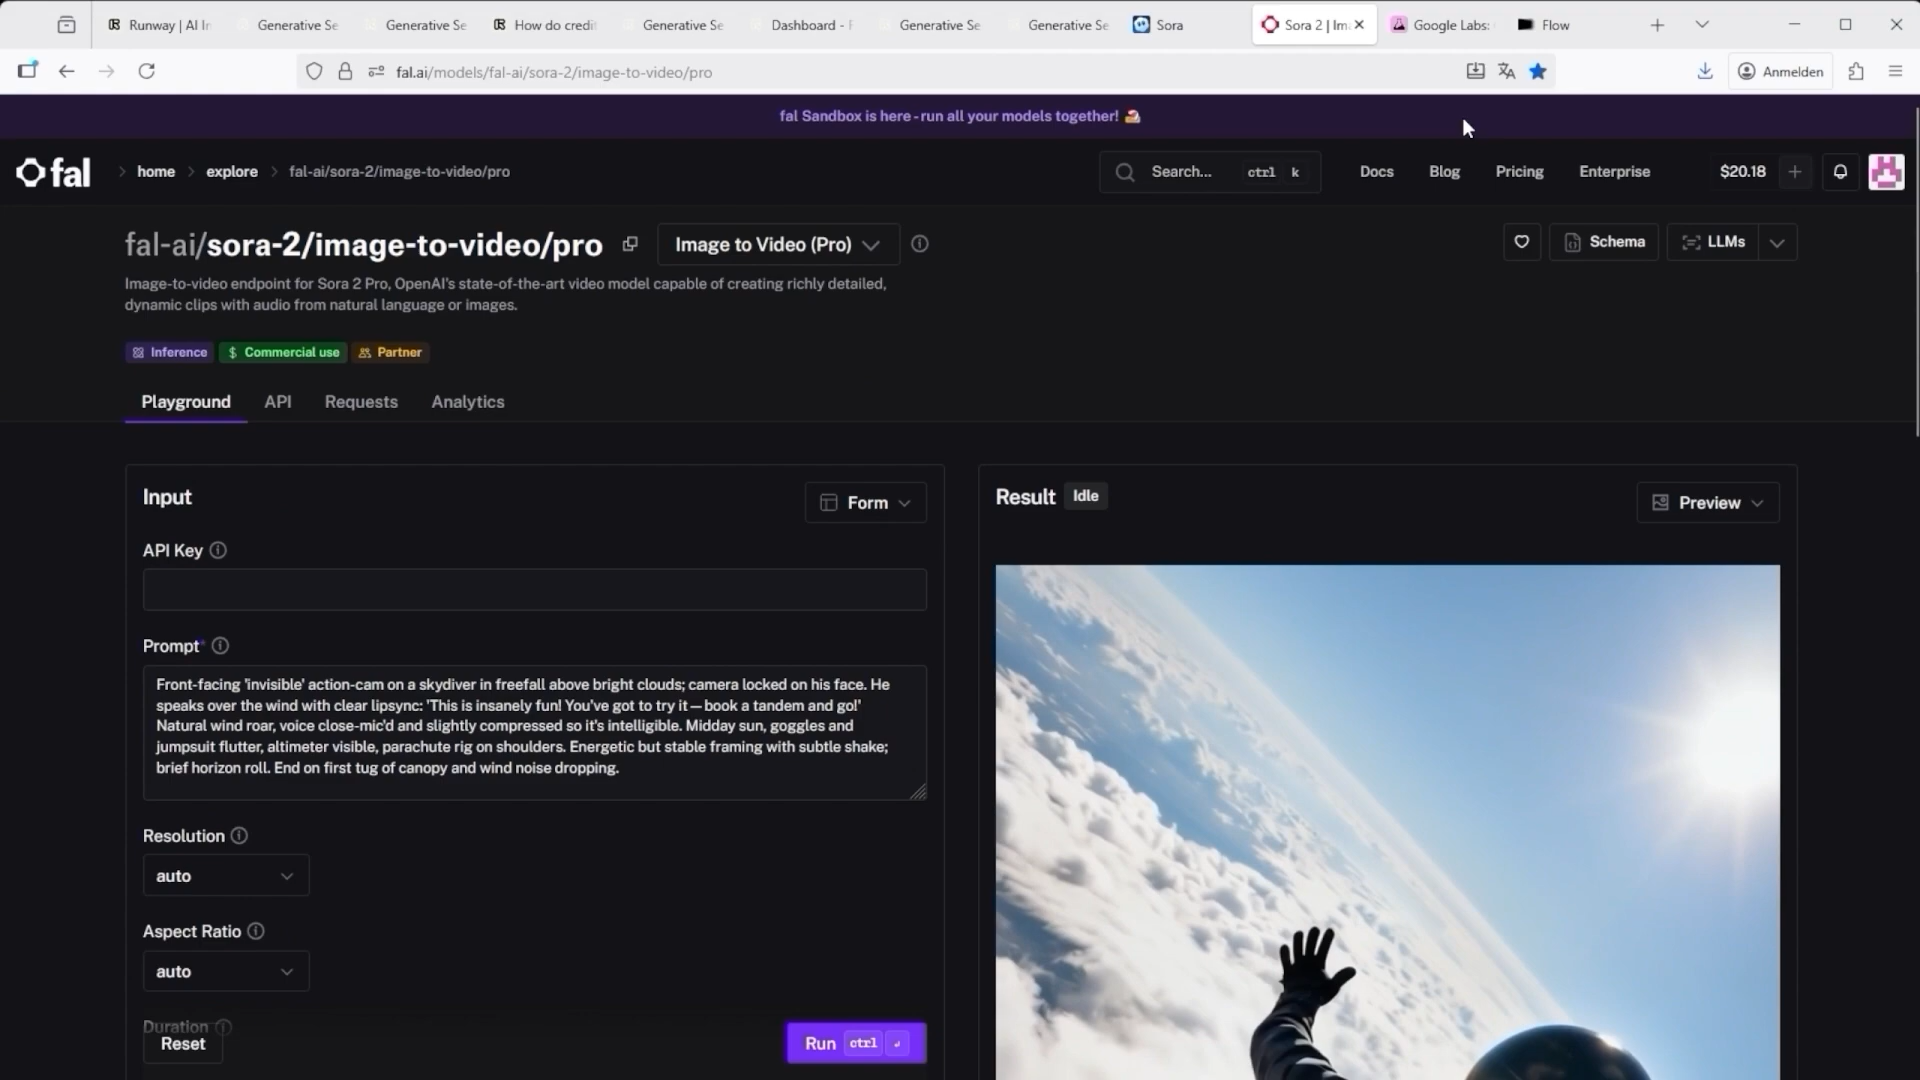 Runway | AI In
Generative Se
Generative Se
How do credit
Generative Se
Dashboard - F
Generative Se
Generative Se
Sora
Sora 2 | Im
Google Labs:
Flow
fal.ai/models/fal-ai/sora-2/image-to-video/pro
Anmelden
fal Sandbox is here - run all your models together!
fal
home
explore
fal-ai/sora-2/image-to-video/pro
Search...
ctrl
k
Docs
Blog
Pricing
Enterprise
$20.18
fal-ai/sora-2/image-to-video/pro
Image to Video (Pro)
Schema
LLMs
Image-to-video endpoint for Sora 2 Pro, OpenAI's state-of-the-art video model capable of creating richly detailed,
dynamic clips with audio from natural language or images.
Inference
$ Commercial use
Partner
Playground
API
Requests
Analytics
Input
Form
API Key
Prompt*
Front-facing 'invisible' action-cam on a skydiver in freefall above bright clouds; camera locked on his face. He
speaks over the wind with clear lipsync: 'This is insanely fun! You've got to try it—book a tandem and go!'
Natural wind roar, voice close-mic'd and slightly compressed so it's intelligible. Midday sun, goggles and
jumpsuit flutter, altimeter visible, parachute rig on shoulders. Energetic but stable framing with subtle shake;
brief horizon roll. End on first tug of canopy and wind noise dropping.
Resolution
auto
Aspect Ratio
auto
Duration
Reset
Run
ctrl
Result
Idle
Preview